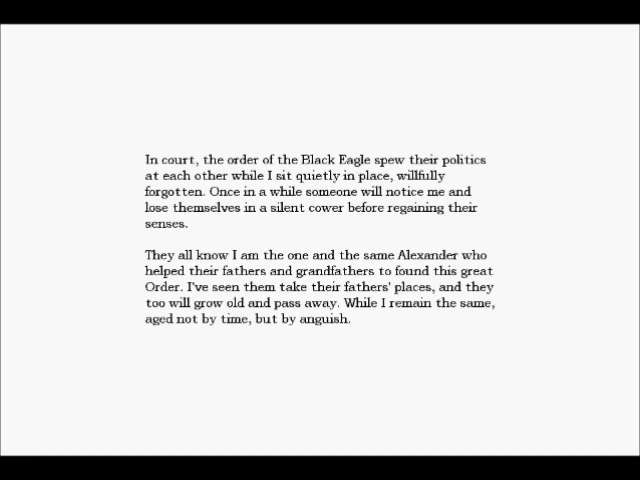 In court, the order of the Black Eagle spew their politics
at each other while I sit quietly in place, willfully
forgotten. Once in a while someone will notice me and
lose themselves in a silent cower before regaining their
senses.
They all know I am the one and the same Alexander who
helped their fathers and grandfathers to found this great
Order. I've seen them take their fathers' places, and they
too will grow old and pass away. While I remain the same,
aged not by time, but by anguish.